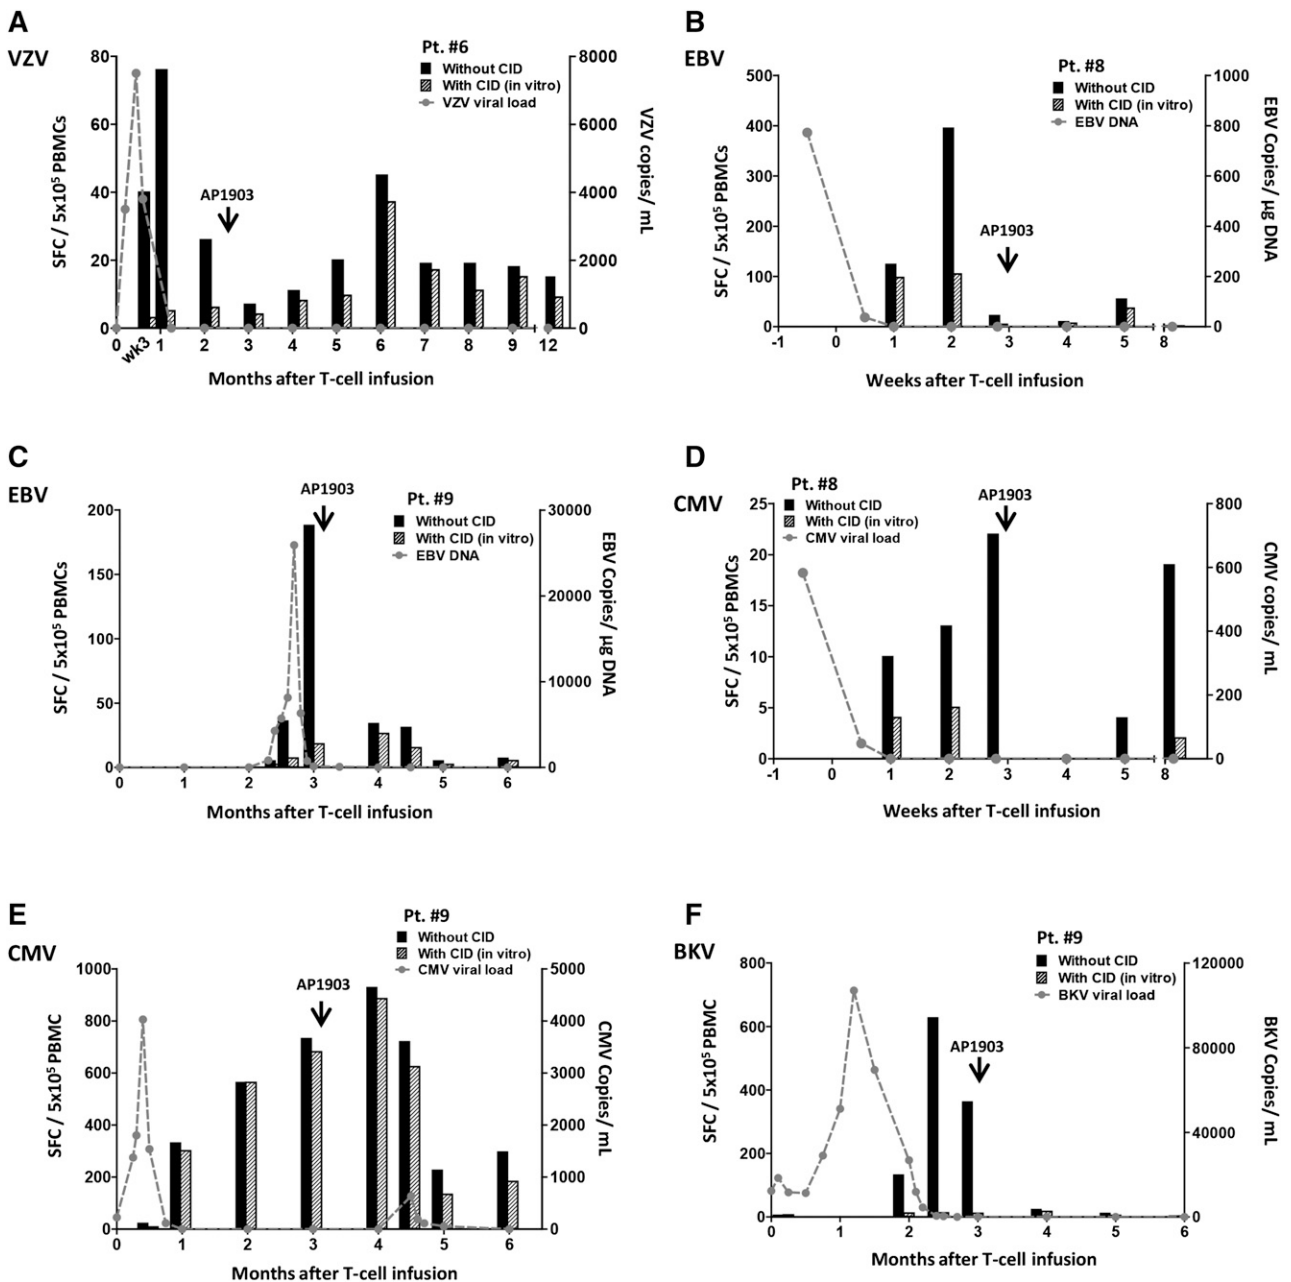 A
VZV
Pt. #6
Without CID
With CID (in vitro)
VZV viral load
AP1903
SFC / 5x10⁵ PBMCs
80
60
40
20
0
8000
6000
4000
2000
0
VZV copies/ mL
0 wk3 1 2 3 4 5 6 7 8 9 12
Months after T-cell infusion
B
EBV
Pt. #8
Without CID
With CID (in vitro)
EBV DNA
AP1903
SFC / 5x10⁵ PBMCs
500
400
300
200
100
0
1000
800
600
400
200
0
EBV Copies/ µg DNA
-1 0 1 2 3 4 5 8
Weeks after T-cell infusion
C
EBV
AP1903
Pt. #9
Without CID
With CID (in vitro)
EBV DNA
SFC / 5x10⁵ PBMCs
200
150
100
50
0
30000
20000
10000
0
EBV Copies/ µg DNA
0 1 2 3 4 5 6
Months after T-cell infusion
D
CMV
Pt. #8
Without CID
With CID (in vitro)
CMV viral load
AP1903
SFC / 5x10⁵ PBMCs
25
20
15
10
5
0
800
600
400
200
0
CMV copies/ mL
-1 0 1 2 3 4 5 8
Weeks after T-cell infusion
E
CMV
Pt. #9
Without CID
With CID (in vitro)
CMV viral load
AP1903
SFC / 5x10⁵ PBMC
1000
800
600
400
200
0
5000
4000
3000
2000
1000
0
CMV Copies/ mL
0 1 2 3 4 5 6
Months after T-cell infusion
F
BKV
Pt. #9
Without CID
With CID (in vitro)
BKV viral load
AP1903
SFC / 5x10⁵ PBMC
800
600
400
200
0
120000
80000
40000
0
BKV Copies/ mL
0 1 2 3 4 5 6
Months after T-cell infusion